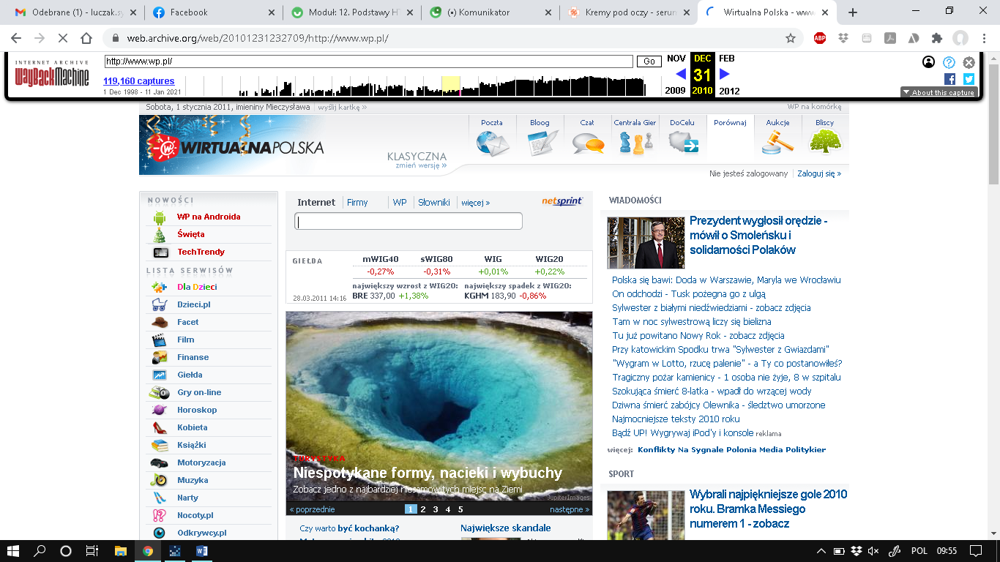 Odebrane (1) - luczak.sy
Facebook
Moduł: 12. Podstawy HT
(•) Komunikator
Kremy pod oczy - serun
Wirtualna Polska - www
web.archive.org/web/20101231232709/http://www.wp.pl/
ABP
INTERNET ARCHIVE
WayBackMachine
http://www.wp.pl/
Go
119,160 captures
1 Dec 1998 - 11 Jan 2021
NOV DEC FEB
31
2009 2010 2012
About this capture
Sobota, 1 stycznia 2011, imieniny Mieczysława
wyślij kartkę »
WP na komórkę
WIRTUALNA POLSKA
KLASYCZNA
zmień wersję »
Poczta
Bloog
Czat
Centrala Gier
DoCelu
Porównaj
Aukcje
Bliscy
Nie jesteś zalogowany
Zaloguj się »
NOWOŚCI
WP na Androida
Święta
TechTrendy
LISTA SERWISÓW
Dla Dzieci
Dzieci.pl
Facet
Film
Finanse
Giełda
Gry on-line
Horoskop
Kobieta
Książki
Motoryzacja
Muzyka
Narty
Nocoty.pl
Odkrywcy.pl
Internet Firmy WP Słowniki więcej »
netsprint
GIEŁDA
mWIG40 sWIG80 WIG WIG20
-0,27% -0,31% +0,01% +0,22%
największy wzrost z WIG20: największy spadek z WIG20:
28.03.2011 14:16
BRE 337,00 +1,38% KGHM 183,90 -0,86%
TURYSTYKA
Niespotykane formy, nacieki i wybuchy
Zobacz jedno z najbardziej niesamowitych miejsc na Ziemi
JupiterImages
« poprzednie 1 2 3 4 5 następne »
Czy warto być kochanką?
Największe skandale
WIADOMOŚCI
Prezydent wygłosił orędzie -
mówił o Smoleńsku i
solidarności Polaków
Polska się bawi: Doda w Warszawie, Maryla we Wrocławiu
On odchodzi - Tusk pożegna go z ulgą
Sylwester z białymi niedźwiedziami - zobacz zdjęcia
Tam w noc sylwestrową liczy się bielizna
Tu już powitano Nowy Rok - zobacz zdjęcia
Przy katowickim Spodku trwa "Sylwester z Gwiazdami"
"Wygram w Lotto, rzucę palenie" - a Ty co postanowiłeś?
Tragiczny pożar kamienicy - 1 osoba nie żyje, 8 w szpitalu
Szokująca śmierć 8-latka - wpadł do wrzącej wody
Dziwna śmierć zabójcy Olewnika - śledztwo umorzone
Najmocniejsze teksty 2010 roku
Bądź UP! Wygrywaj iPod'y i konsole reklama
więcej: Konflikty Na Sygnale Polonia Media Politykier
SPORT
Wybrali najpiękniejsze gole 2010
roku. Bramka Messiego
numerem 1 - zobacz
POL
09:55